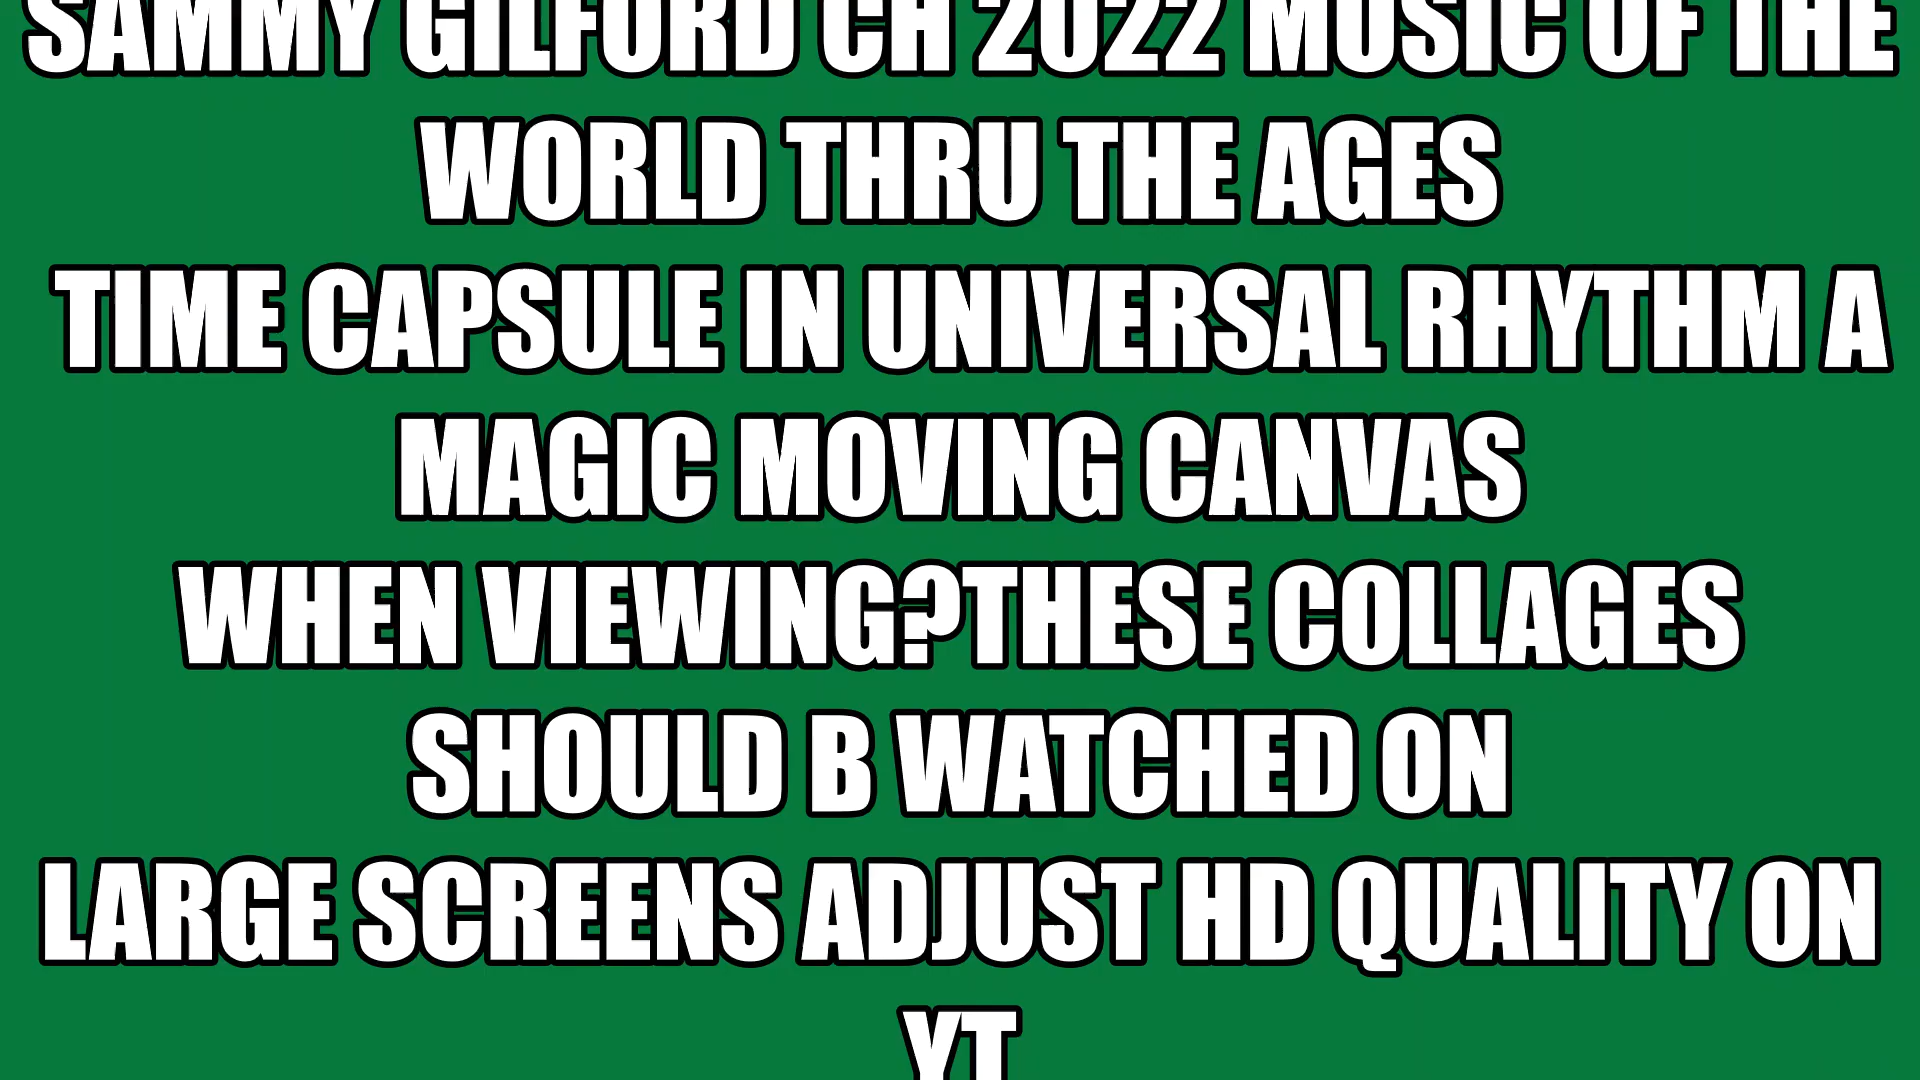 SAMMY GILFORD CH 2022 MUSIC OF THE
WORLD THRU THE AGES
TIME CAPSULE IN UNIVERSAL RHYTHM A
MAGIC MOVING CANVAS
WHEN VIEWING?THESE COLLAGES
SHOULD B WATCHED ON
LARGE SCREENS ADJUST HD QUALITY ON
YT